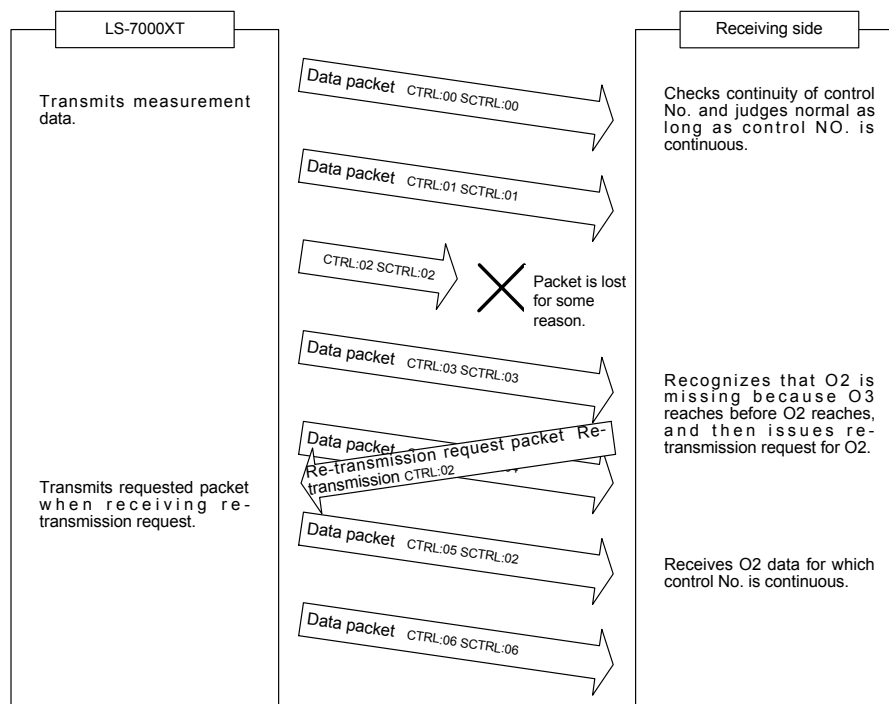 LS-7000XT
Receiving side
Data packet CTRL:00 SCTRL:00
Transmits measurement
data.
Checks continuity of control
No. and judges normal as
long as control NO. is
continuous.
Data packet CTRL:01 SCTRL:01
CTRL:02 SCTRL:02
Packet is lost
for some
reason.
Data packet CTRL:03 SCTRL:03
Recognizes that O2 is
missing because O3
reaches before O2 reaches,
and then issues re-
transmission request for O2.
Data packet
Re-transmission request packet Re-
transmission CTRL:02
Transmits requested packet
when receiving re-
transmission request.
Data packet CTRL:05 SCTRL:02
Receives O2 data for which
control No. is continuous.
Data packet CTRL:06 SCTRL:06